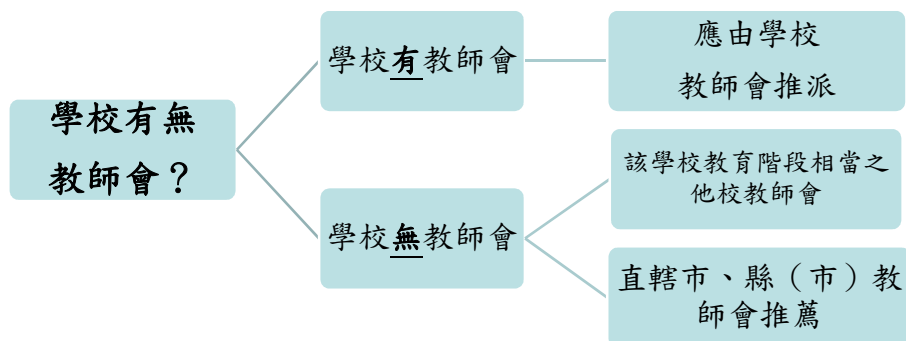 學校有無
教師會？
學校有教師會
應由學校
教師會推派
學校無教師會
該學校教育階段相當之
他校教師會
直轄市、縣（市）教
師會推薦